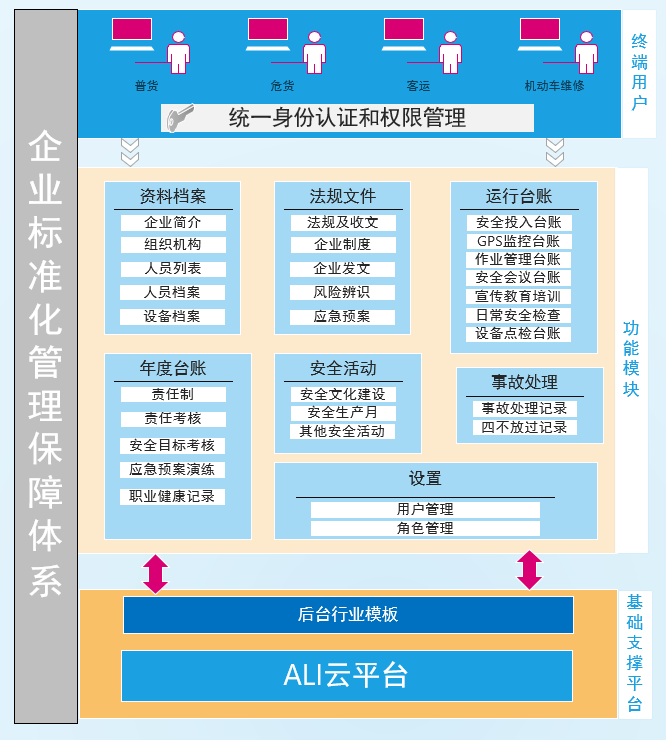 企业标准化管理保障体系
终端用户
普货
危货
客运
机动车维修
统一身份认证和权限管理
功能模块
资料档案
企业简介
组织机构
人员列表
人员档案
设备档案
法规文件
法规及收文
企业制度
企业发文
风险辨识
应急预案
运行台账
安全投入台账
GPS监控台账
作业管理台账
安全会议台账
宣传教育培训
日常安全检查
设备点检台账
年度台账
责任制
责任考核
安全目标考核
应急预案演练
职业健康记录
安全活动
安全文化建设
安全生产月
其他安全活动
事故处理
事故处理记录
四不放过记录
设置
用户管理
角色管理
基础支撑平台
后台行业模板
ALI云平台